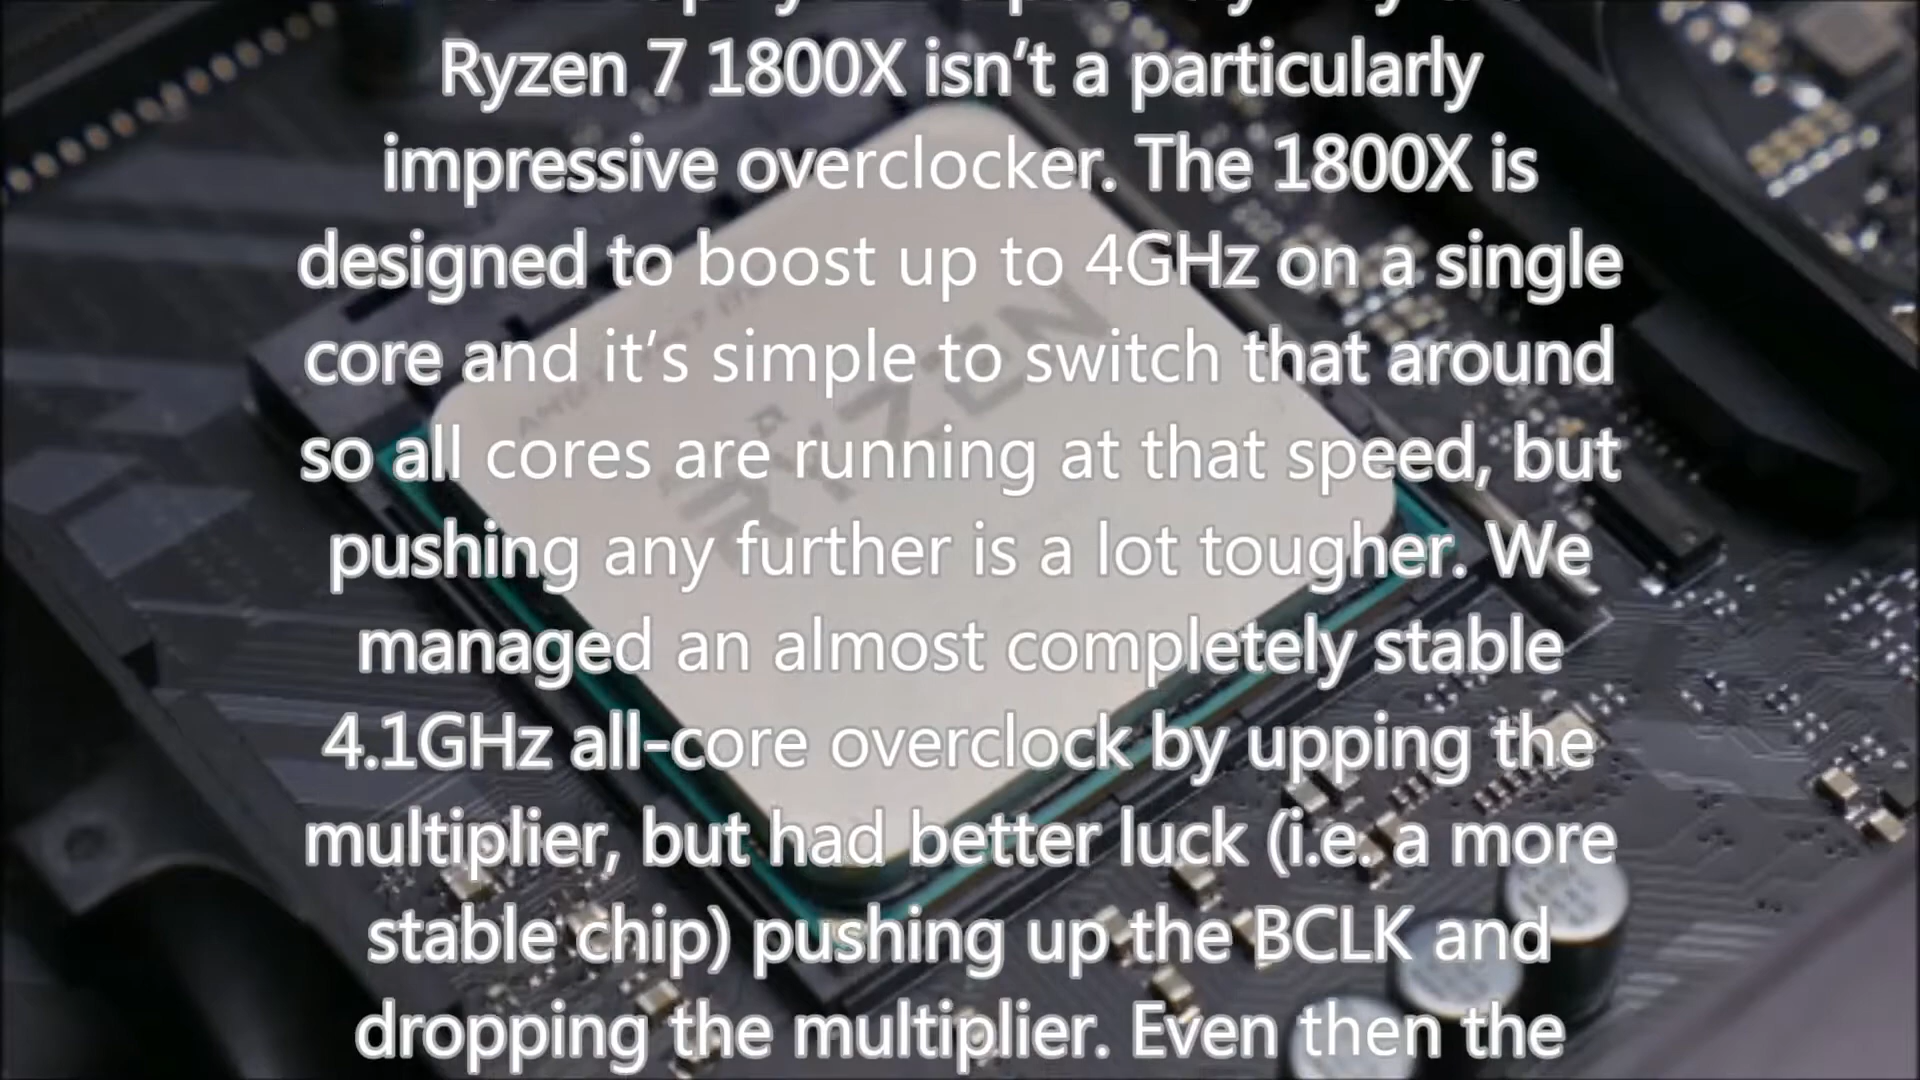 Ryzen 7 1800X isn’t a particularly
impressive overclocker. The 1800X is
designed to boost up to 4GHz on a single
core and it’s simple to switch that around
so all cores are running at that speed, but
pushing any further is a lot tougher. We
managed an almost completely stable
4.1GHz all-core overclock by upping the
multiplier, but had better luck (i.e. a more
stable chip) pushing up the BCLK and
dropping the multiplier. Even then the
RYZEN